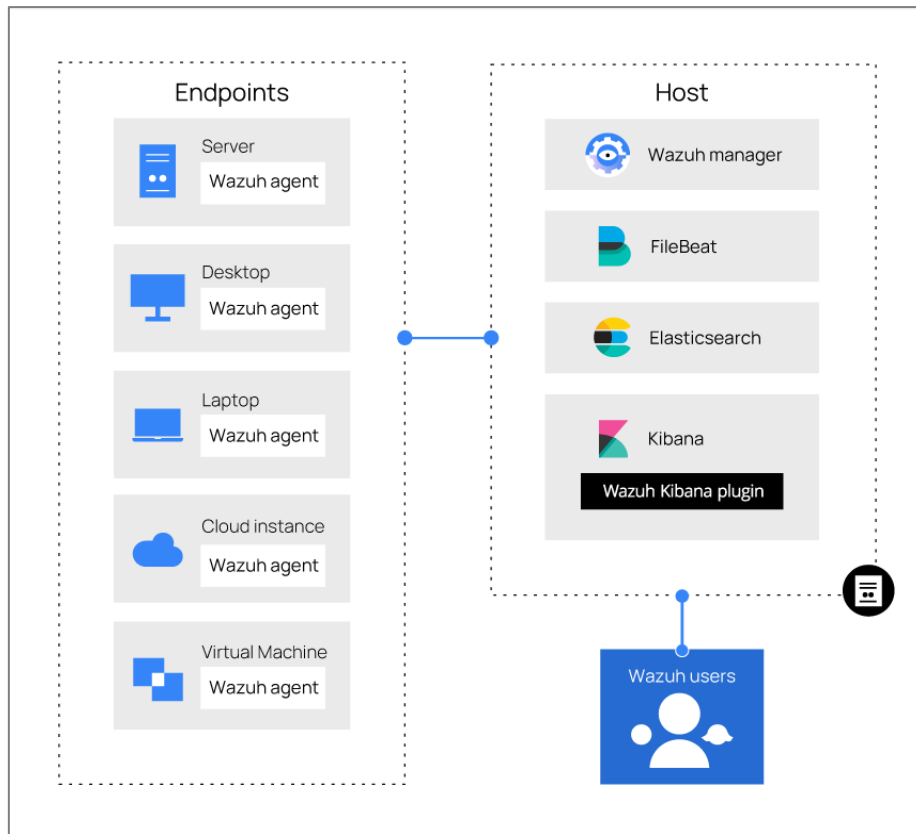 Endpoints
Server
Wazuh agent
Desktop
Wazuh agent
Laptop
Wazuh agent
Cloud instance
Wazuh agent
Virtual Machine
Wazuh agent
Host
Wazuh manager
FileBeat
Elasticsearch
Kibana
Wazuh Kibana plugin
Wazuh users